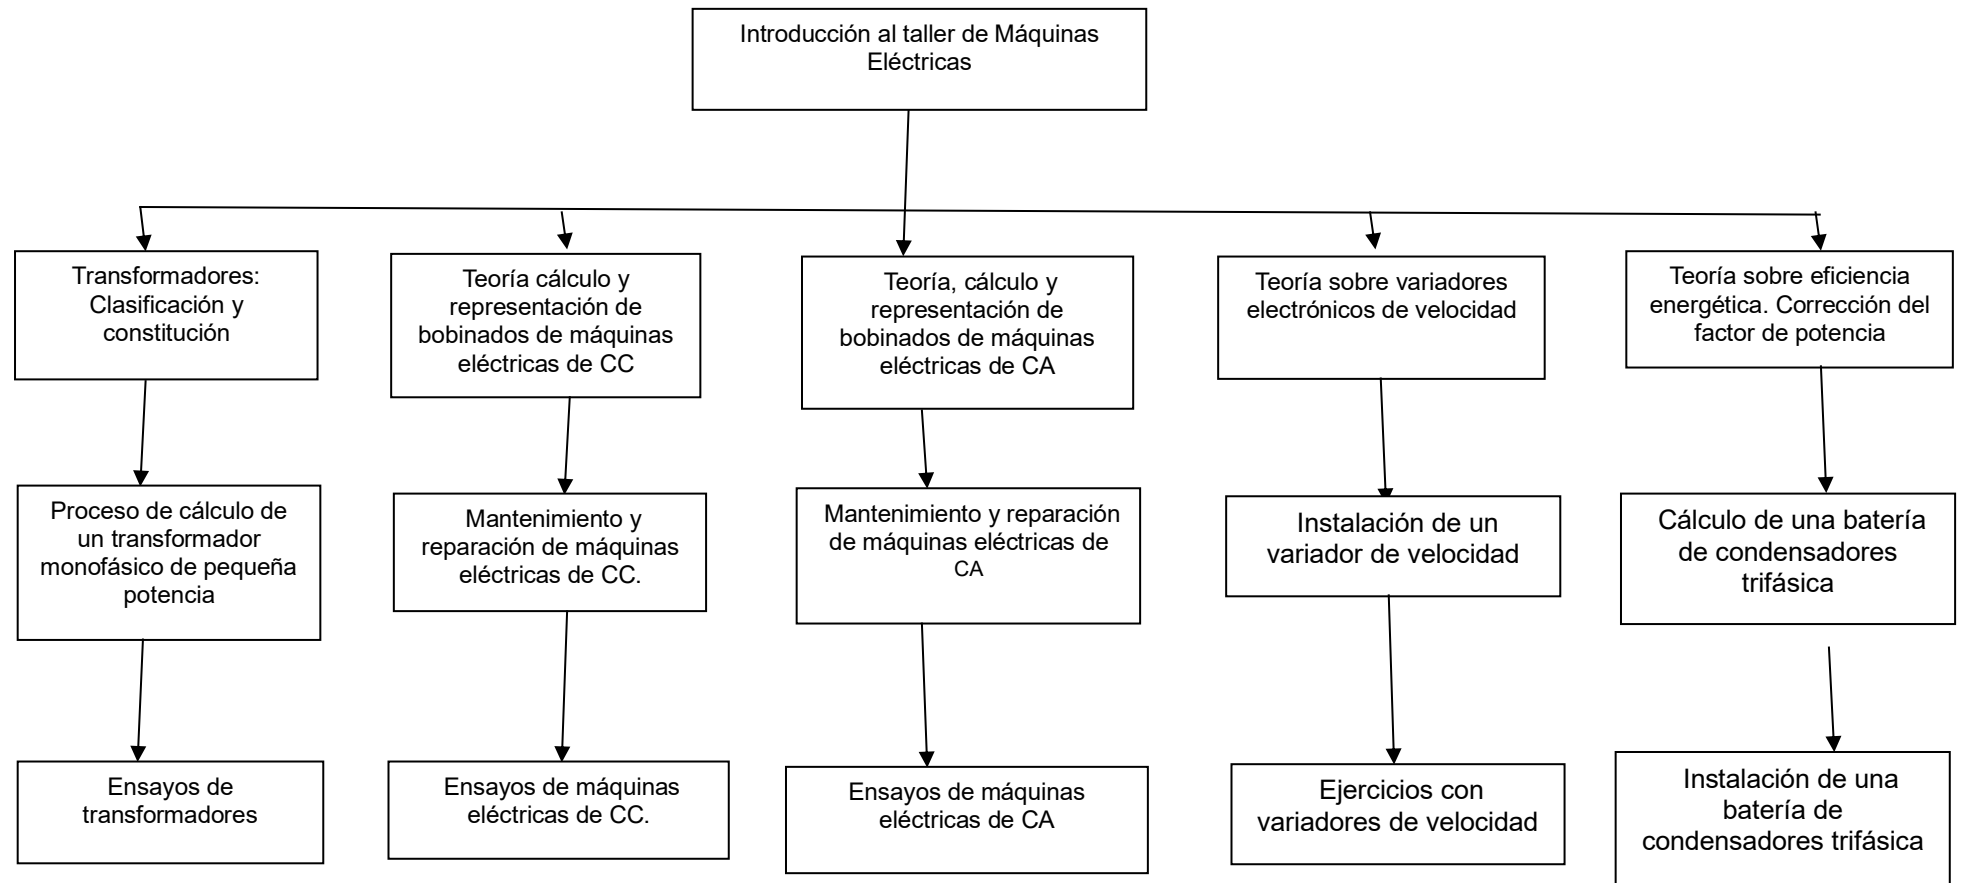 Introducción al taller de Máquinas
Eléctricas
Transformadores:
Clasificación y
constitución
Teoría cálculo y
representación de
bobinados de máquinas
eléctricas de CC
Teoría, cálculo y
representación de
bobinados de máquinas
eléctricas de CA
Teoría sobre variadores
electrónicos de velocidad
Teoría sobre eficiencia
energética. Corrección del
factor de potencia
Proceso de cálculo de
un transformador
monofásico de pequeña
potencia
Mantenimiento y
reparación de máquinas
eléctricas de CC.
Mantenimiento y reparación
de máquinas eléctricas de
CA
Instalación de un
variador de velocidad
Cálculo de una batería
de condensadores
trifásica
Ensayos de
transformadores
Ensayos de máquinas
eléctricas de CC.
Ensayos de máquinas
eléctricas de CA
Ejercicios con
variadores de velocidad
Instalación de una
batería de
condensadores trifásica